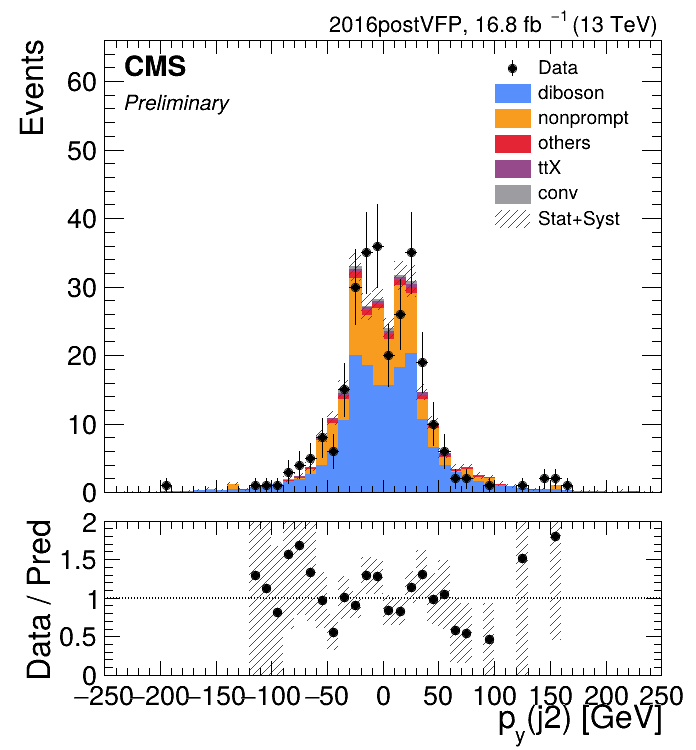 2016postVFP, 16.8 fb⁻¹ (13 TeV)
Events
CMS
Preliminary
Data
diboson
nonprompt
others
ttX
conv
Stat+Syst
60
50
40
30
20
10
0
Data / Pred
2
1.5
1
0.5
0
−250 −200 −150 −100 −50 0 50 100 150 200 250
p_y(j2) [GeV]